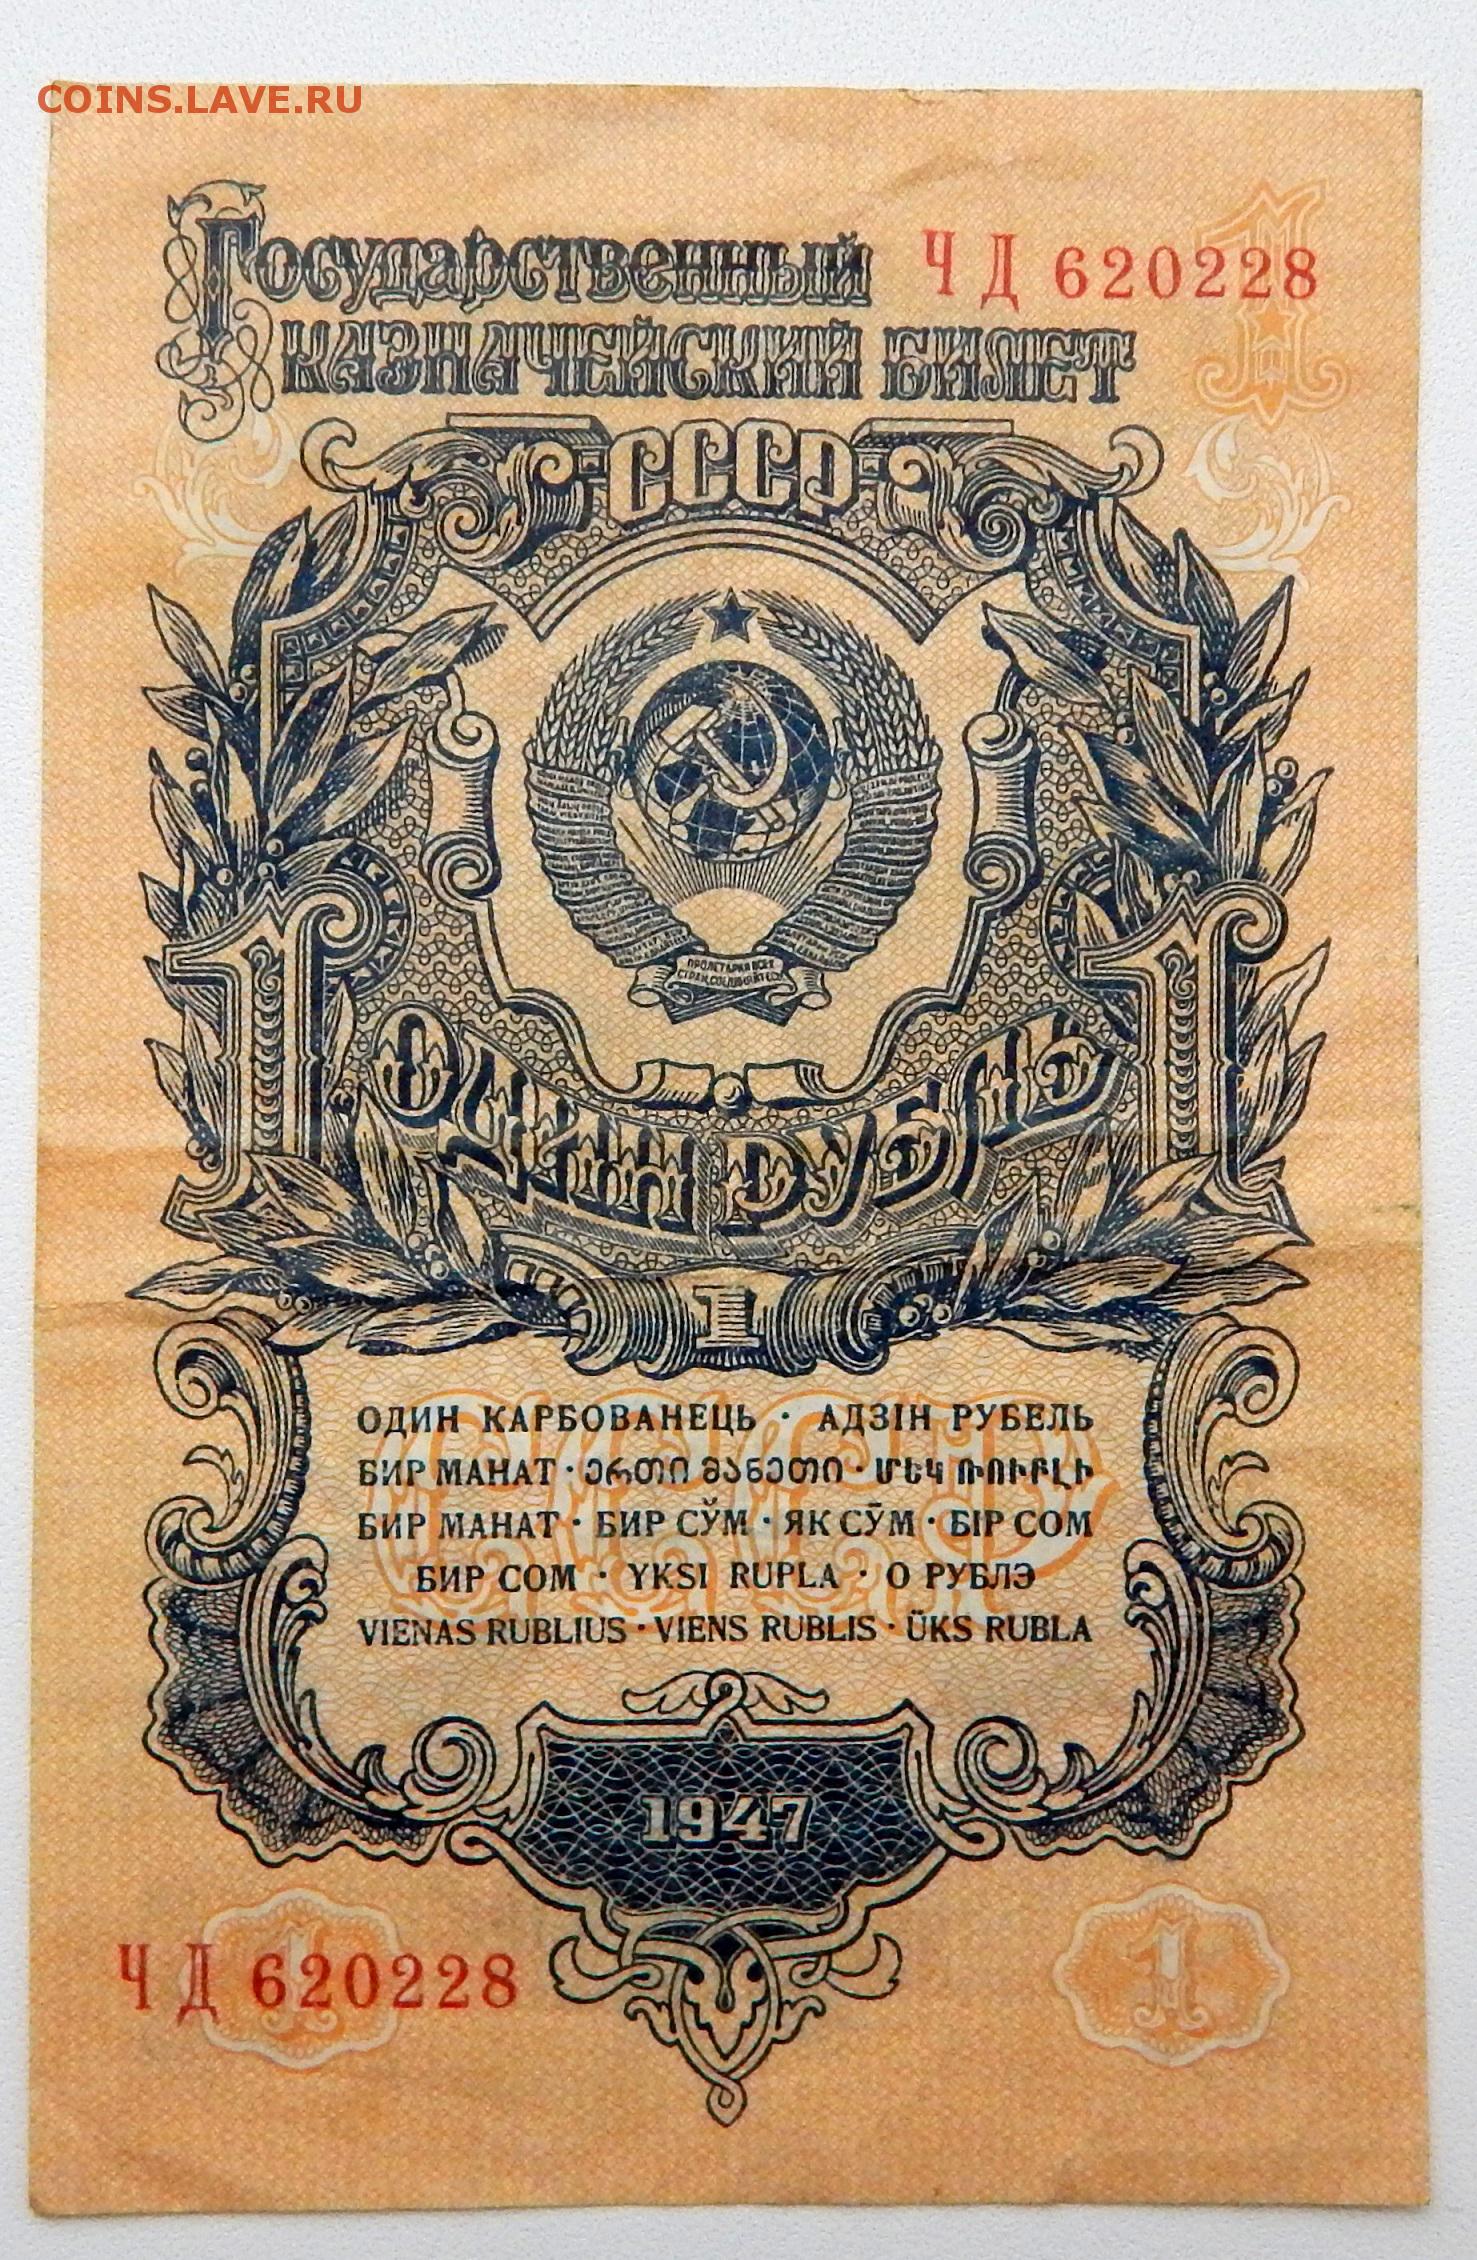 COINS.LAVE.RU
Государственный ЧД 620228
КАЗНАЧЕЙСКИЙ БИЛЕТ
СССР
ПРОЛЕТАРИИ ВСЕХ
СТРАН, СОЕДИНЯЙТЕСЬ!
1 1
ОДИН РУБЛЬ
1
ОДИН КАРБОВАНЕЦЬ · АДЗІН РУБЕЛЬ
БИР МАНАТ · ᲔᲠᲗᲘ ᲛᲐᲜᲔᲗᲘ · ՄԵԿ ՌՈՒԲԼԻ
БИР МАНАТ · БИР СЎМ · ЯК СӮМ · БІР СОМ
БИР СОМ · YKSI RUPLA · О РУБЛЭ
VIENAS RUBLIUS · VIENS RUBLIS · ÜKS RUBLA
1947
ЧД 620228 1